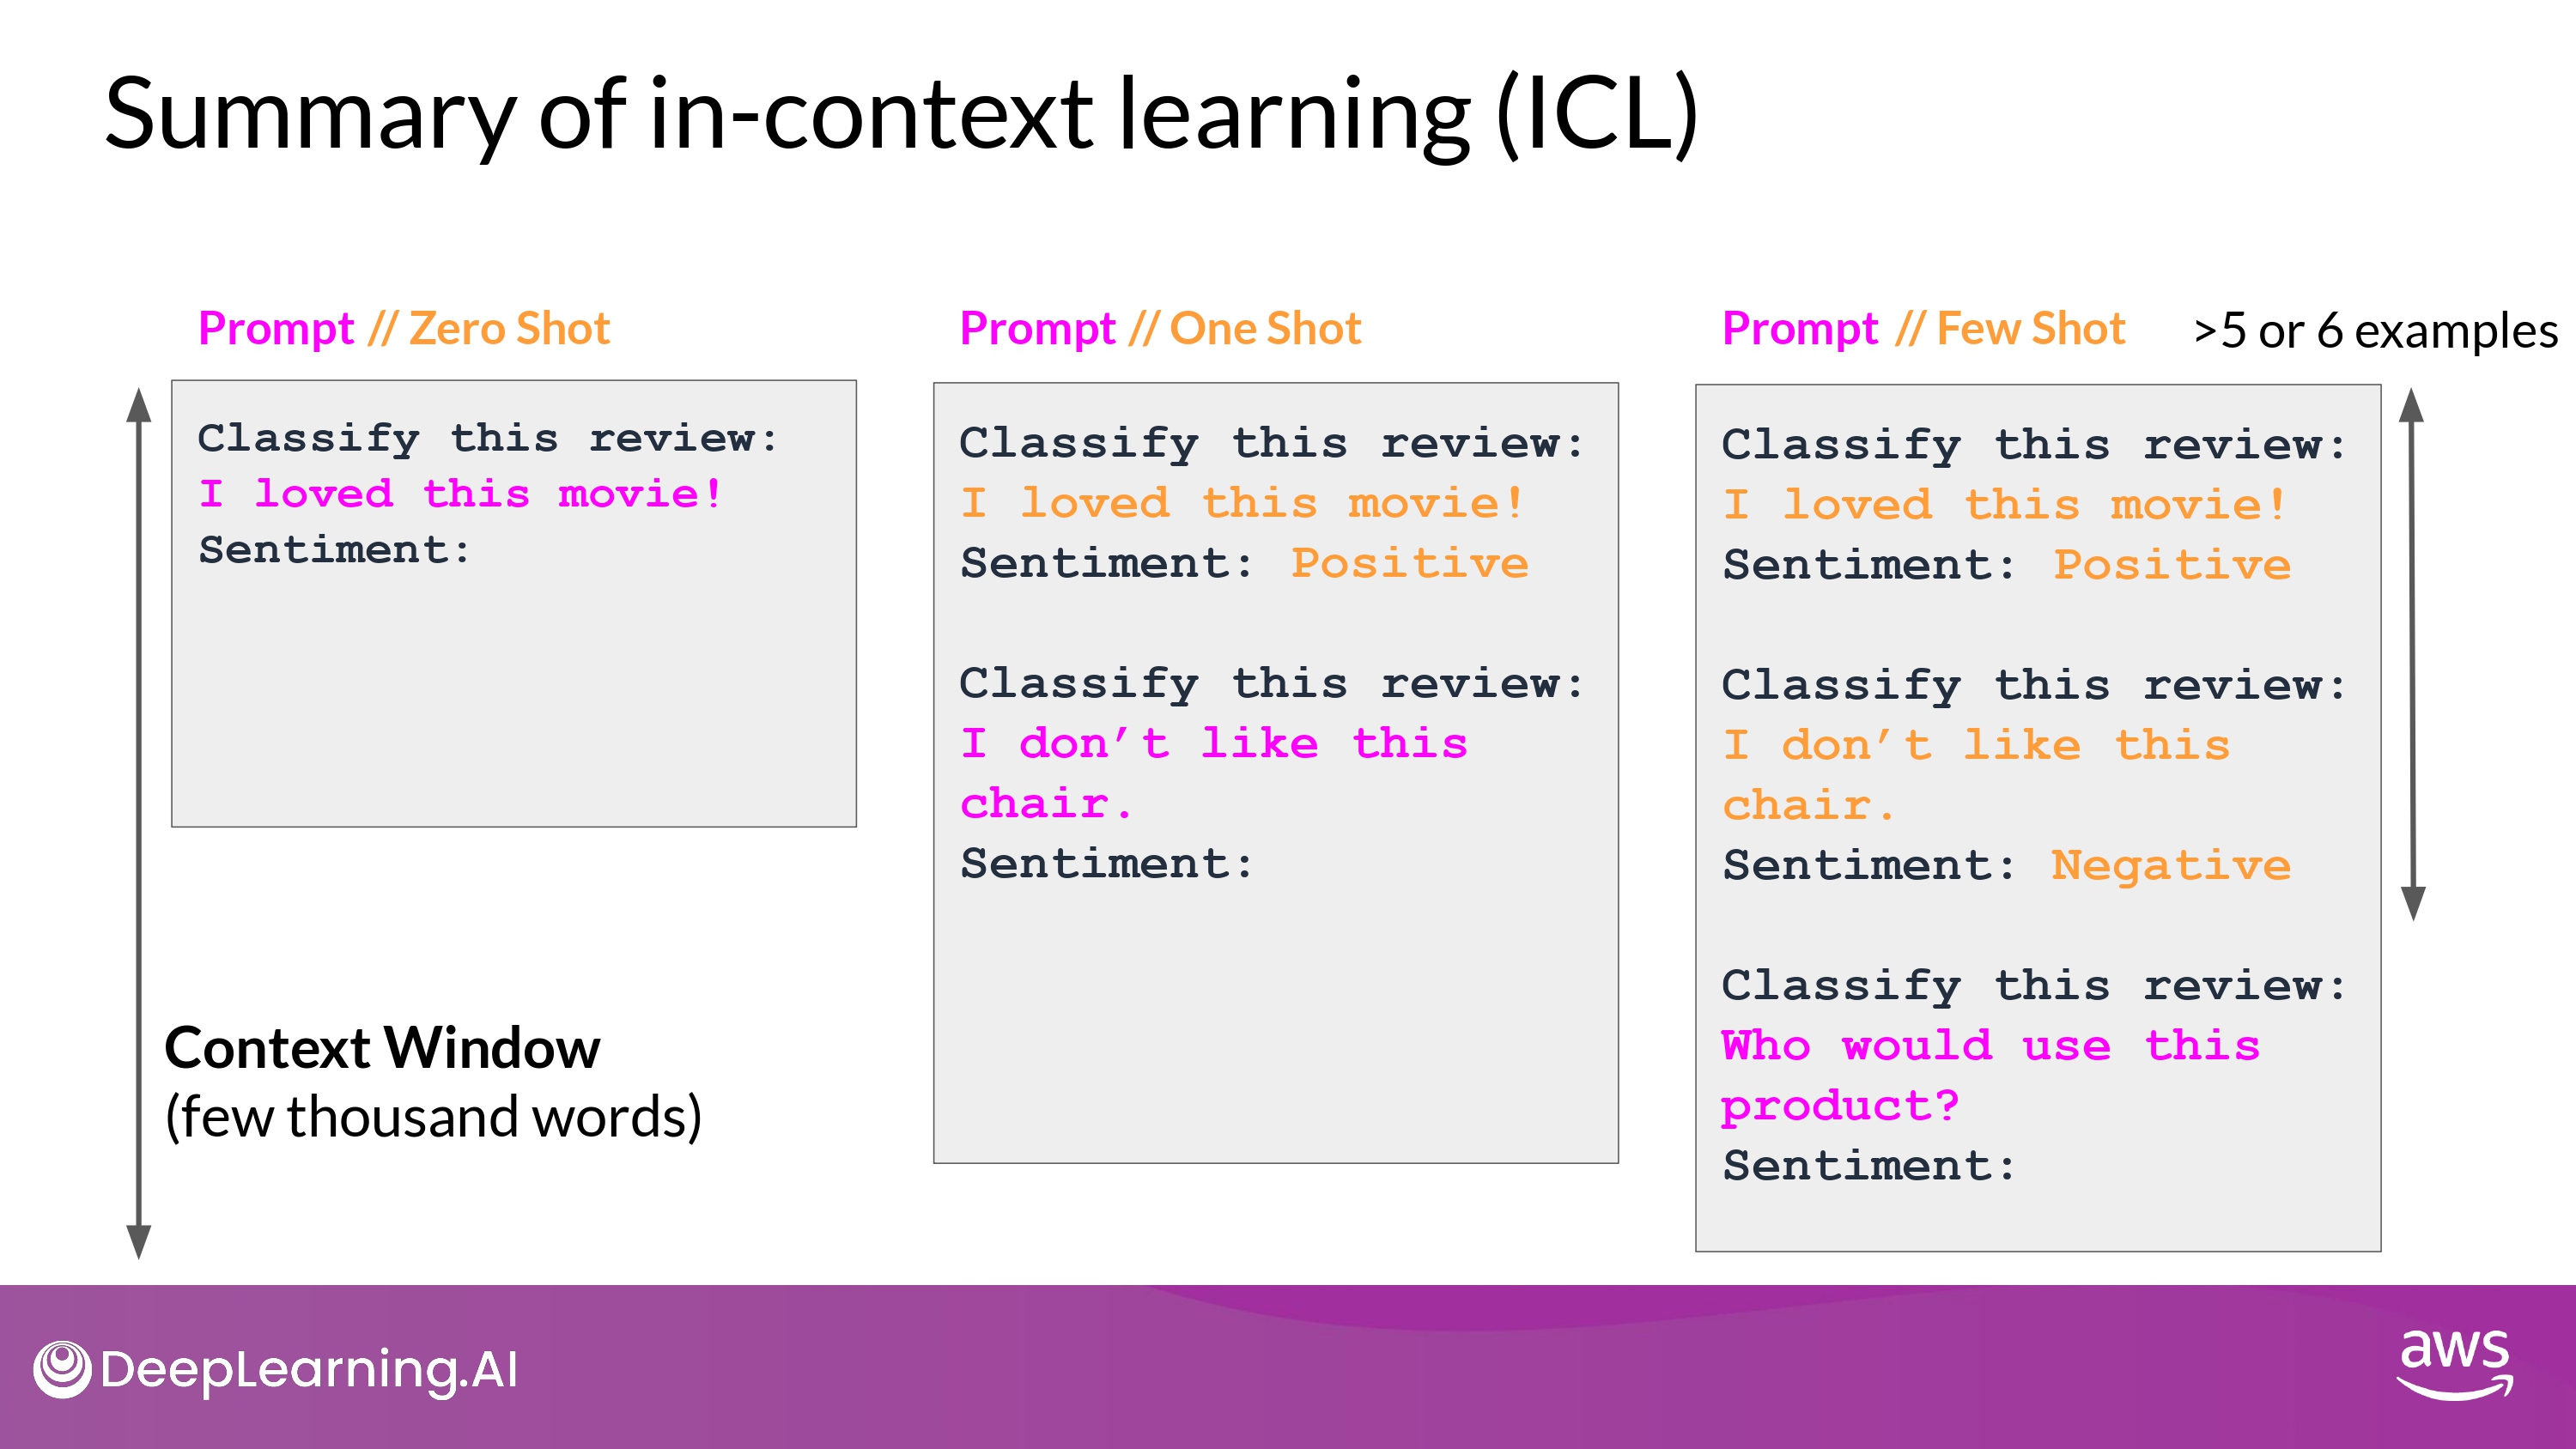 Summary of in-context learning (ICL)
Prompt // Zero Shot
Classify this review:
I loved this movie!
Sentiment:
Context Window
(few thousand words)
Prompt // One Shot
Classify this review:
I loved this movie!
Sentiment: Positive
Classify this review:
I don’t like this
chair.
Sentiment:
Prompt // Few Shot
>5 or 6 examples
Classify this review:
I loved this movie!
Sentiment: Positive
Classify this review:
I don’t like this
chair.
Sentiment: Negative
Classify this review:
Who would use this
product?
Sentiment:
DeepLearning.AI
aws